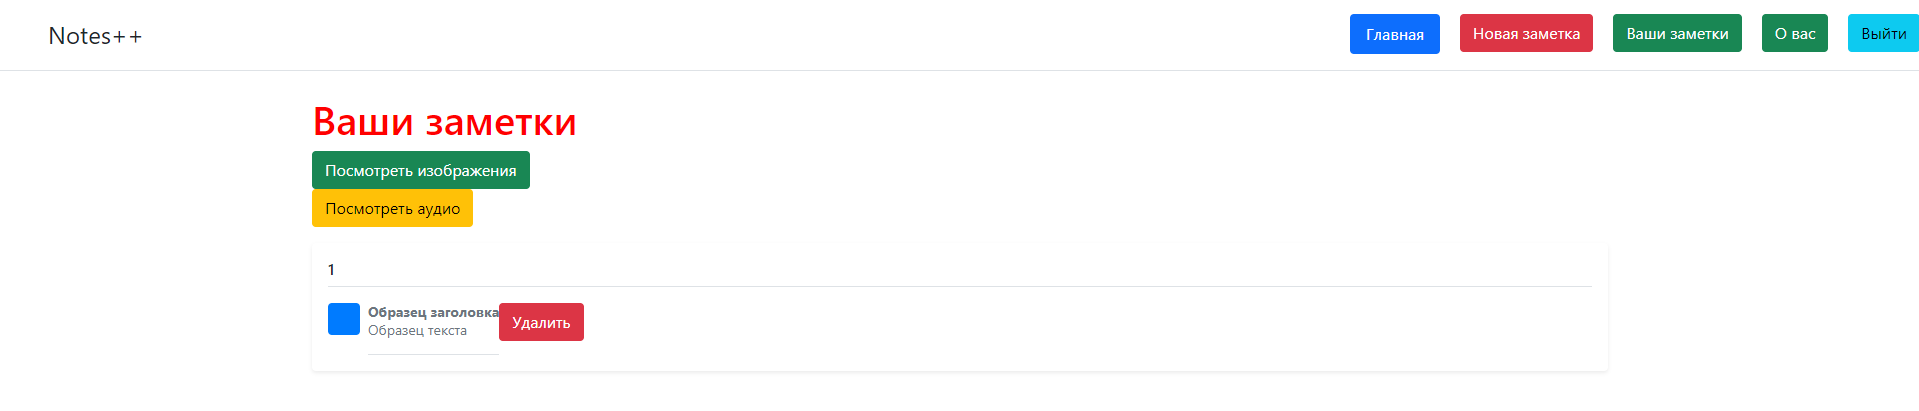 Notes++
Главная
Новая заметка
Ваши заметки
О вас
Выйти
Ваши заметки
Посмотреть изображения
Посмотреть аудио
1
Образец заголовка
Образец текста
Удалить